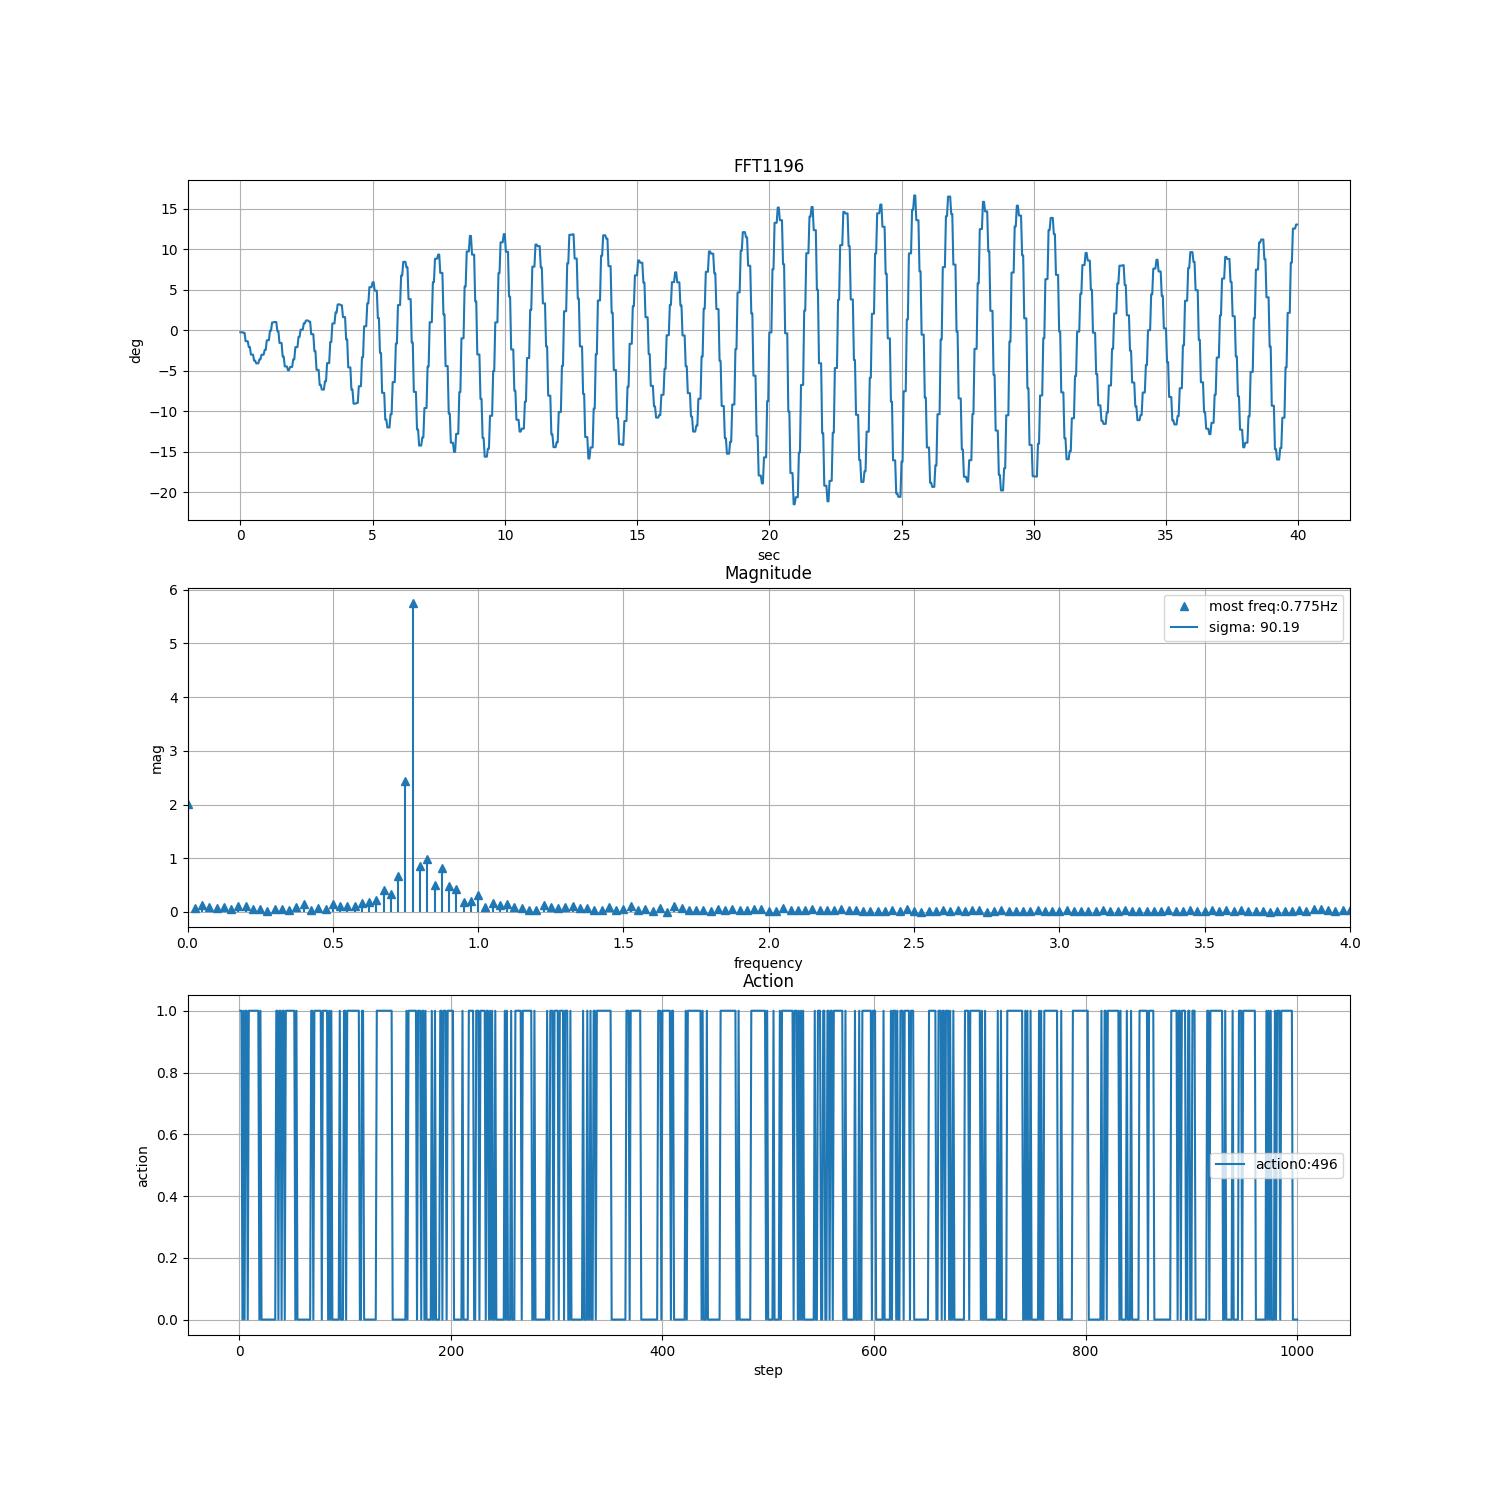 FFT1196
15
10
5
0
−5
−10
−15
−20
deg
0 5 10 15 20 25 30 35 40
sec
Magnitude
6
5
4
3
2
1
0
mag
most freq:0.775Hz
sigma: 90.19
0.0 0.5 1.0 1.5 2.0 2.5 3.0 3.5 4.0
frequency
Action
1.0
0.8
0.6
0.4
0.2
0.0
action
action0:496
0 200 400 600 800 1000
step